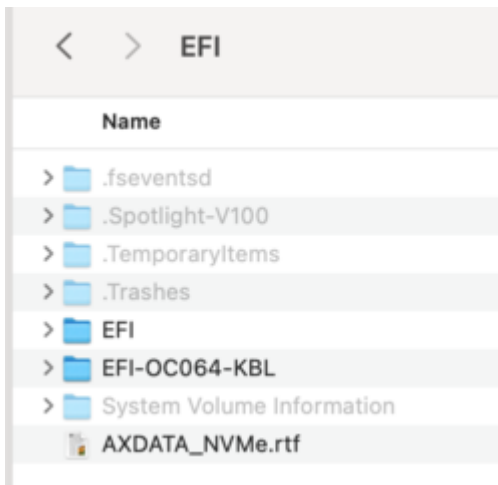 EFI
Name
.fseventsd
.Spotlight-V100
.TemporaryItems
.Trashes
EFI
EFI-OC064-KBL
System Volume Information
AXDATA_NVMe.rtf